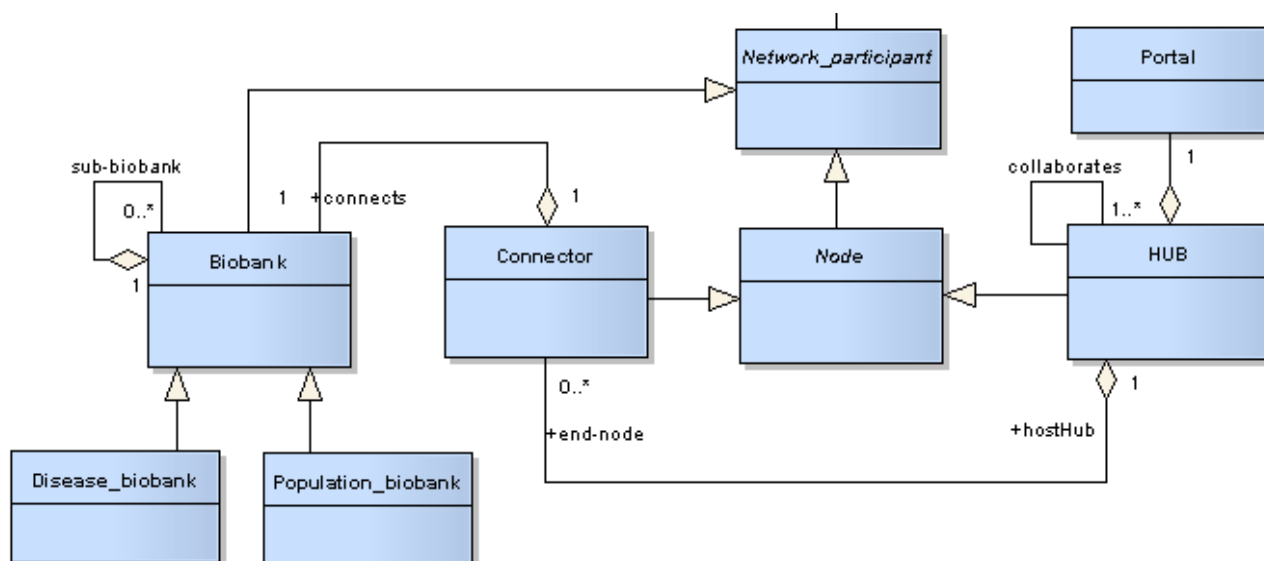 Network_participant
Portal
sub-biobank
0..*
1
+connects
1
1
collaborates
1..*
Biobank
1
Connector
Node
HUB
0..*
1
+end-node
+hostHub
Disease_biobank
Population_biobank